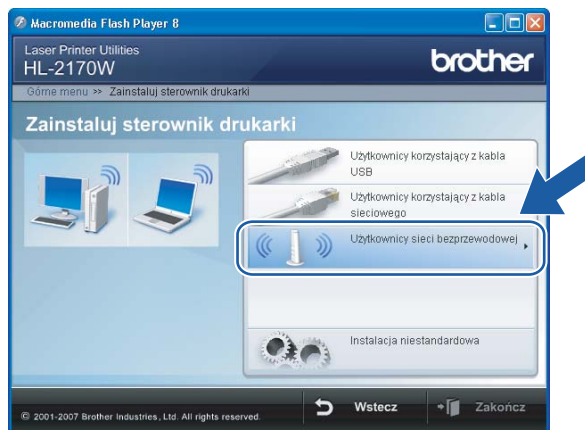 Macromedia Flash Player 8
Laser Printer Utilities
HL-2170W
brother
Górne menu >> Zainstaluj sterownik drukarki
Zainstaluj sterownik drukarki
Użytkownicy korzystający z kabla
USB
Użytkownicy korzystający z kabla
sieciowego
Użytkownicy sieci bezprzewodowej
Instalacja niestandardowa
© 2001-2007 Brother Industries, Ltd. All rights reserved.
Wstecz
Zakończ